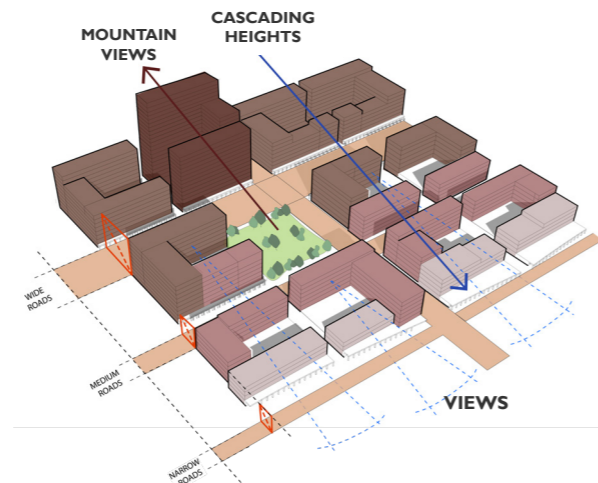 CASCADING
HEIGHTS
MOUNTAIN
VIEWS
WIDE
ROADS
MEDIUM
ROADS
VIEWS
NARROW
ROADS